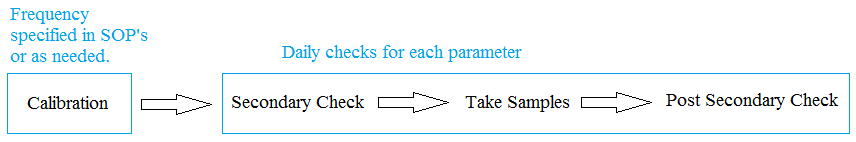 Frequency
specified in SOP's
or as needed.
Daily checks for each parameter
Calibration
Secondary Check
Take Samples
Post Secondary Check